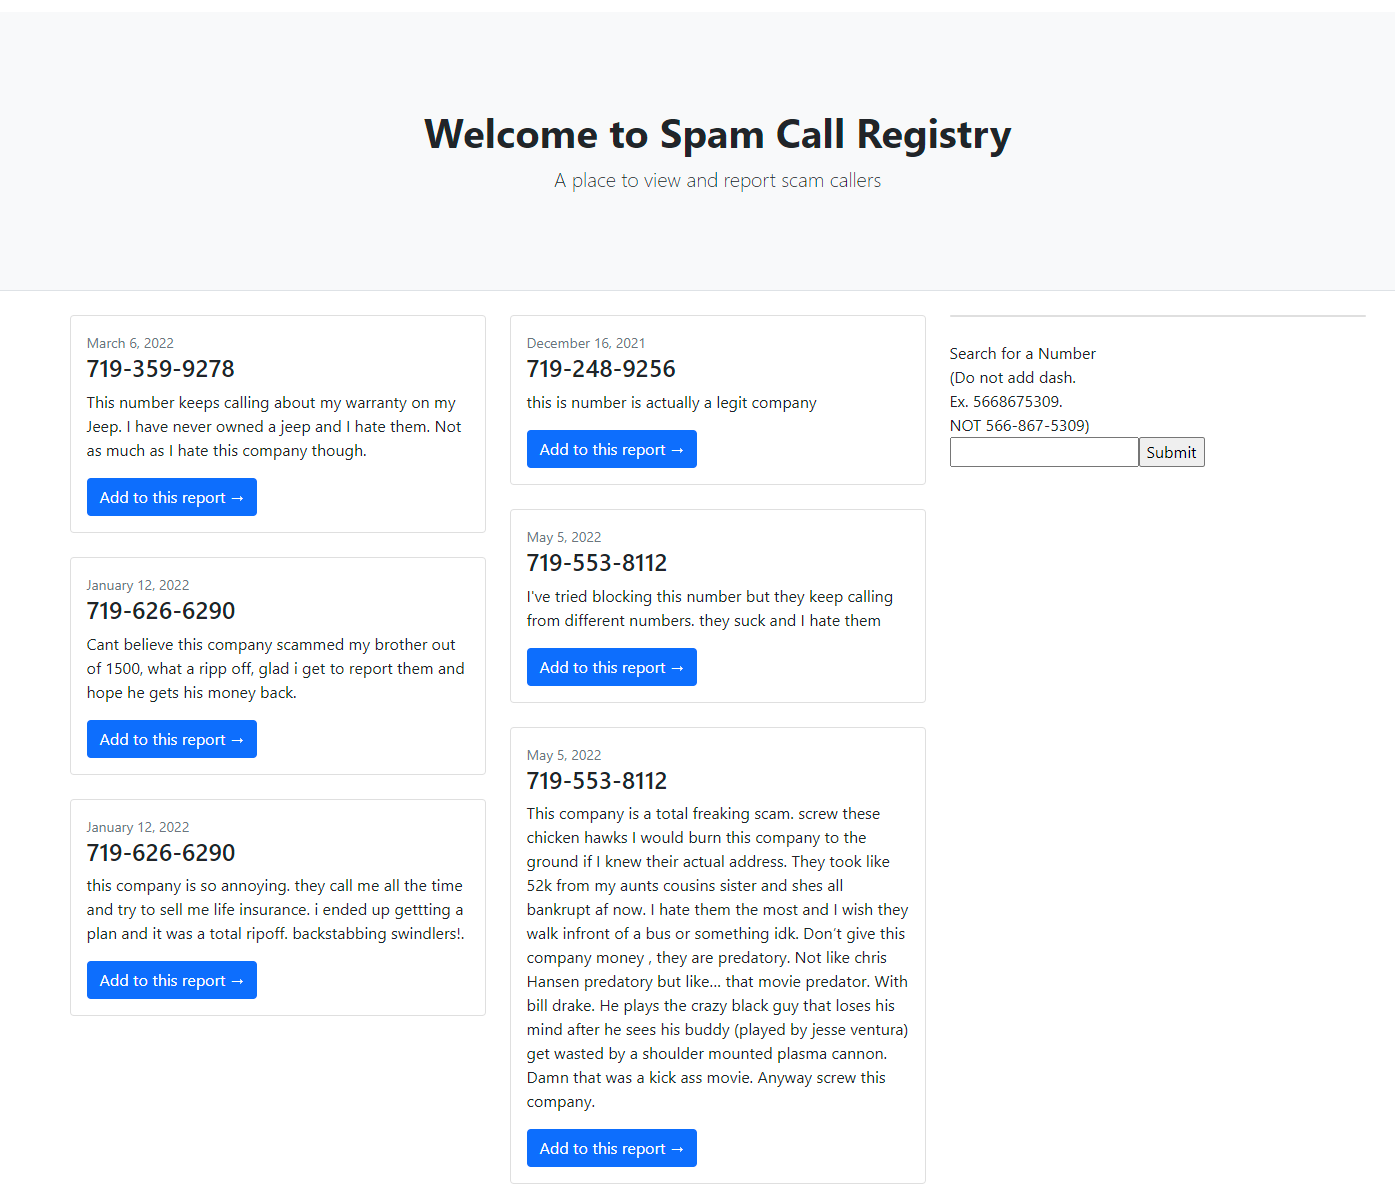 Welcome to Spam Call Registry
A place to view and report scam callers
March 6, 2022
719-359-9278
This number keeps calling about my warranty on my
Jeep. I have never owned a jeep and I hate them. Not
as much as I hate this company though.
Add to this report →
January 12, 2022
719-626-6290
Cant believe this company scammed my brother out
of 1500, what a ripp off, glad i get to report them and
hope he gets his money back.
Add to this report →
January 12, 2022
719-626-6290
this company is so annoying. they call me all the time
and try to sell me life insurance. i ended up gettting a
plan and it was a total ripoff. backstabbing swindlers!.
Add to this report →
December 16, 2021
719-248-9256
this is number is actually a legit company
Add to this report →
May 5, 2022
719-553-8112
I've tried blocking this number but they keep calling
from different numbers. they suck and I hate them
Add to this report →
May 5, 2022
719-553-8112
This company is a total freaking scam. screw these
chicken hawks I would burn this company to the
ground if I knew their actual address. They took like
52k from my aunts cousins sister and shes all
bankrupt af now. I hate them the most and I wish they
walk infront of a bus or something idk. Don't give this
company money , they are predatory. Not like chris
Hansen predatory but like... that movie predator. With
bill drake. He plays the crazy black guy that loses his
mind after he sees his buddy (played by jesse ventura)
get wasted by a shoulder mounted plasma cannon.
Damn that was a kick ass movie. Anyway screw this
company.
Add to this report →
Search for a Number
(Do not add dash.
Ex. 5668675309.
NOT 566-867-5309)
Submit